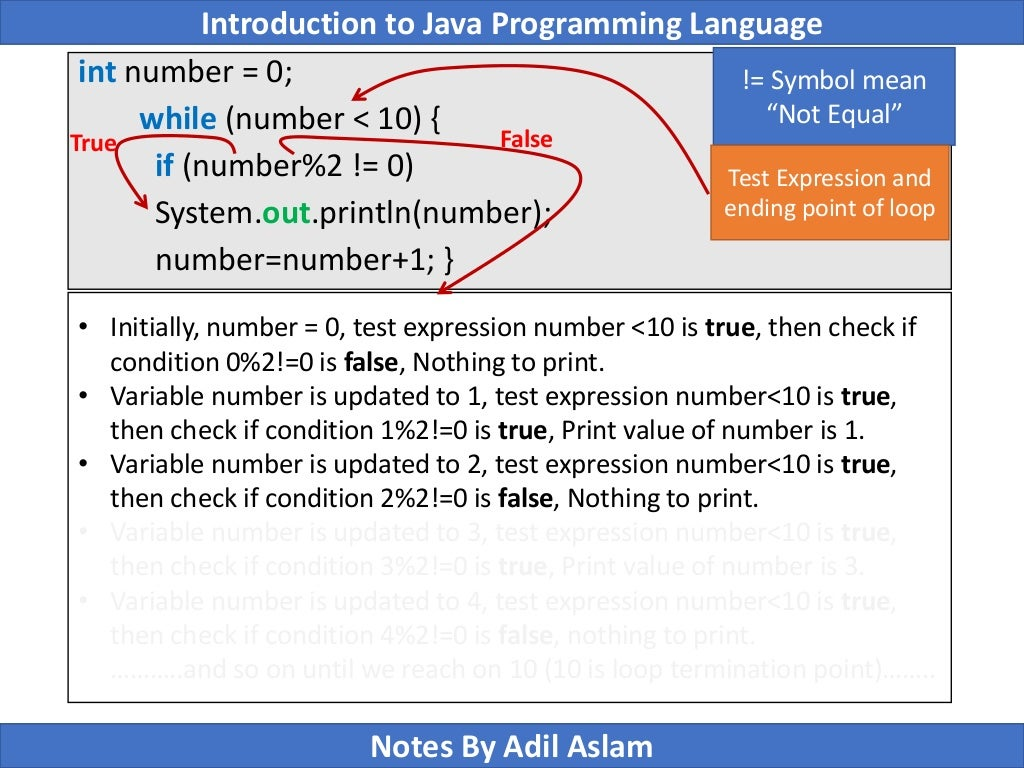 Introduction to Java Programming Language
int number = 0;
!= Symbol mean
“Not Equal”
while (number < 10) {
True
False
if (number%2 != 0)
Test Expression and
ending point of loop
System.out.println(number);
number=number+1; }
• Initially, number = 0, test expression number <10 is true, then check if
condition 0%2!=0 is false, Nothing to print.
• Variable number is updated to 1, test expression number<10 is true,
then check if condition 1%2!=0 is true, Print value of number is 1.
• Variable number is updated to 2, test expression number<10 is true,
then check if condition 2%2!=0 is false, Nothing to print.
• Variable number is updated to 3, test expression number<10 is true,
then check if condition 3%2!=0 is true, Print value of number is 3.
• Variable number is updated to 4, test expression number<10 is true,
then check if condition 4%2!=0 is false, nothing to print.
………..and so on until we reach on 10 (10 is loop termination point)……..
Notes By Adil Aslam